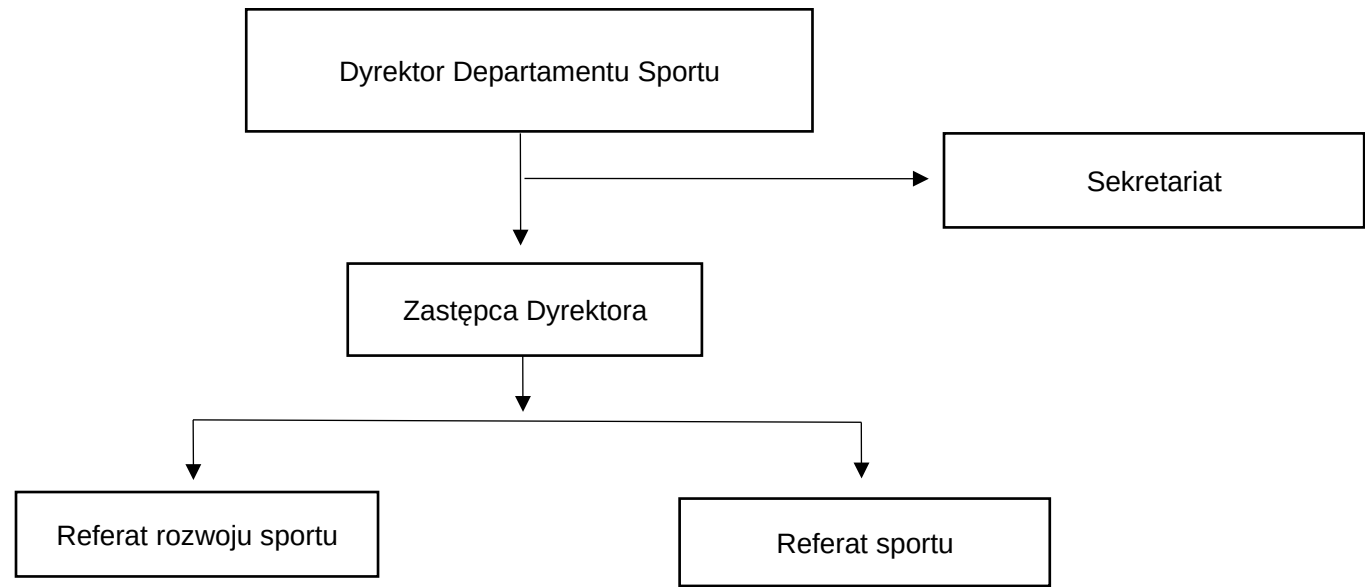 Dyrektor Departamentu Sportu
Sekretariat
Zastępca Dyrektora
Referat rozwoju sportu
Referat sportu